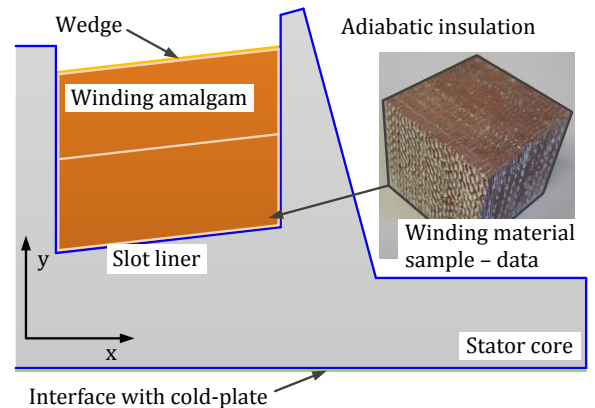 Wedge
Adiabatic insulation
Winding amalgam
Winding material
sample – data
Slot liner
y
x
Stator core
Interface with cold-plate